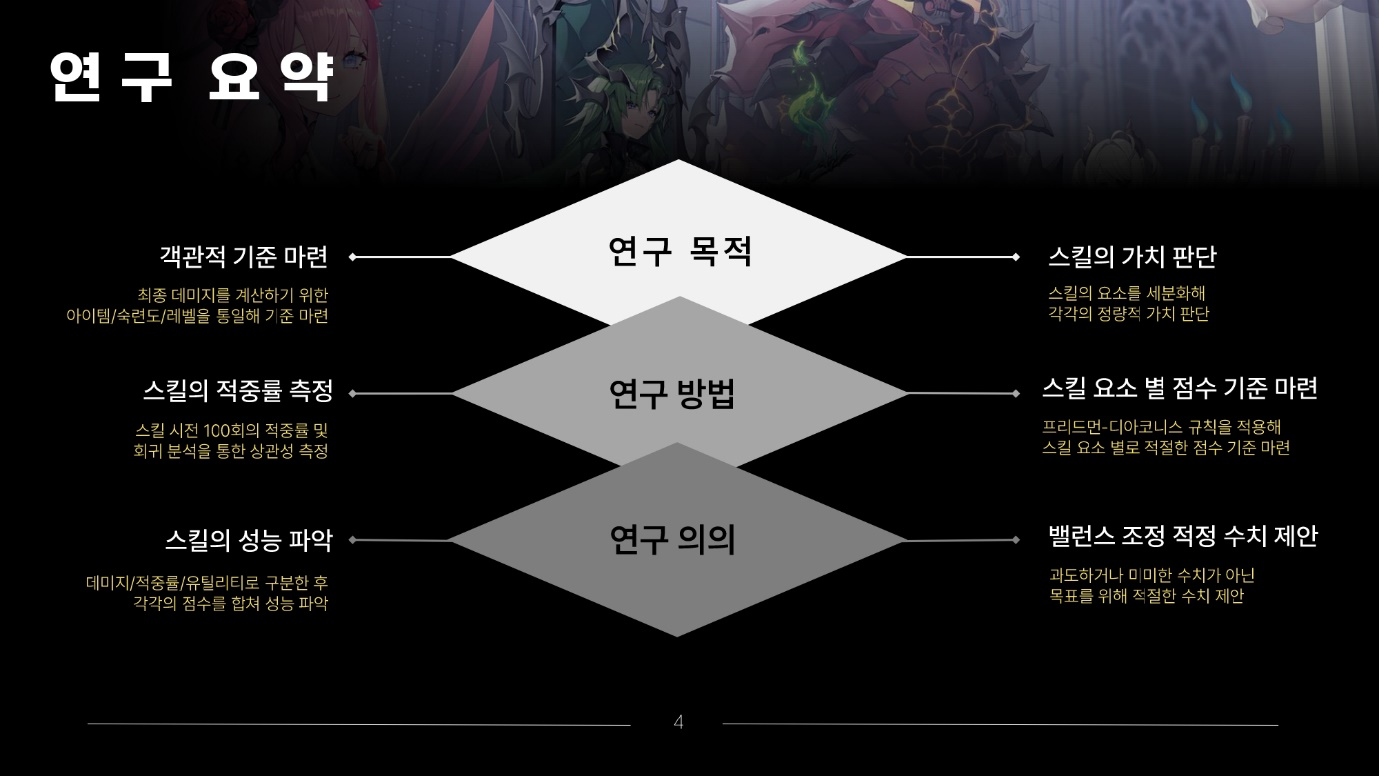 연구 요약
연구 목적
객관적 기준 마련
최종 데미지를 계산하기 위한
아이템/숙련도/레벨을 통일해 기준 마련
스킬의 가치 판단
스킬의 요소를 세분화해
각각의 정량적 가치 판단
연구 방법
스킬의 적중률 측정
스킬 시전 100회의 적중률 및
회귀 분석을 통한 상관성 측정
스킬 요소 별 점수 기준 마련
프리드먼-디아코니스 규칙을 적용해
스킬 요소 별로 적절한 점수 기준 마련
연구 의의
스킬의 성능 파악
데미지/적중률/유틸리티로 구분한 후
각각의 점수를 합쳐 성능 파악
밸런스 조정 적정 수치 제안
과도하거나 미미한 수치가 아닌
목표를 위해 적절한 수치 제안
4